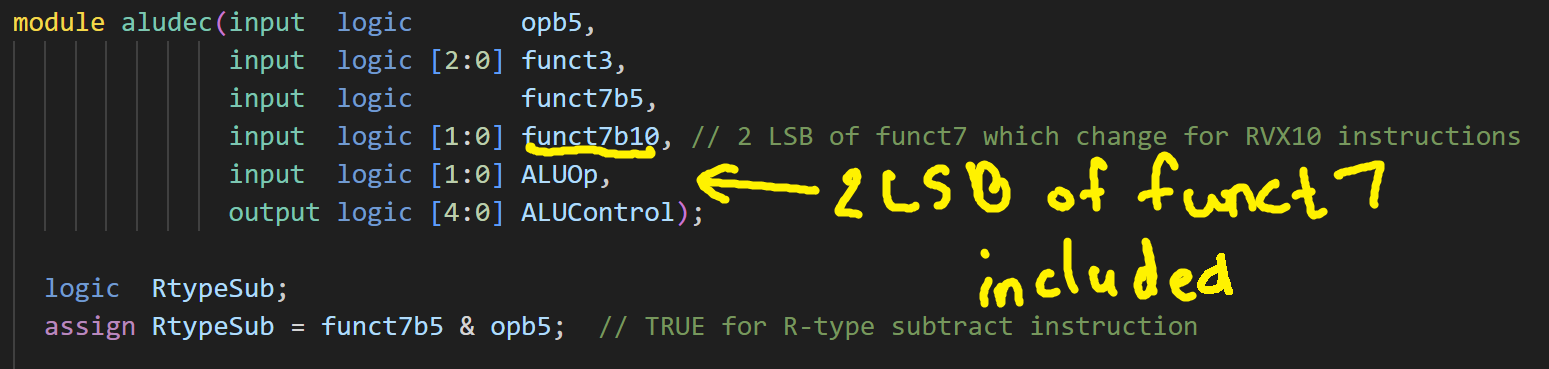 module aludec(input  logic       opb5,
              input  logic [2:0] funct3,
              input  logic       funct7b5,
              input  logic [1:0] funct7b10, // 2 LSB of funct7 which change for RVX10 instructions
              input  logic [1:0] ALUOp,
              output logic [4:0] ALUControl);
2 LSB of funct7
included
  logic  RtypeSub;
  assign RtypeSub = funct7b5 & opb5;  // TRUE for R-type subtract instruction